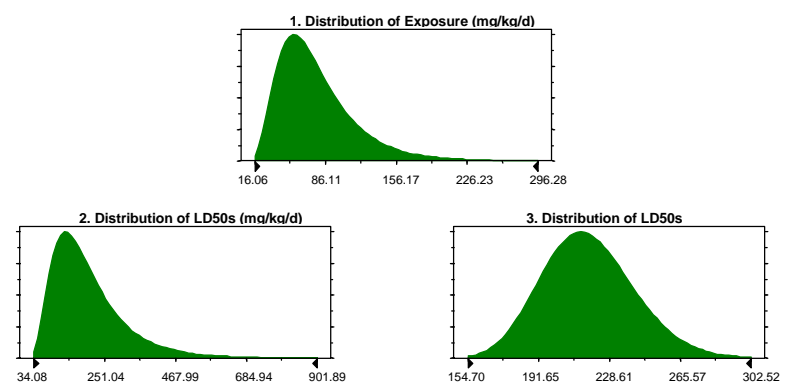 1. Distribution of Exposure (mg/kg/d)
16.06 86.11 156.17 226.23 296.28
2. Distribution of LD50s (mg/kg/d)
34.08 251.04 467.99 684.94 901.89
3. Distribution of LD50s
154.70 191.65 228.61 265.57 302.52